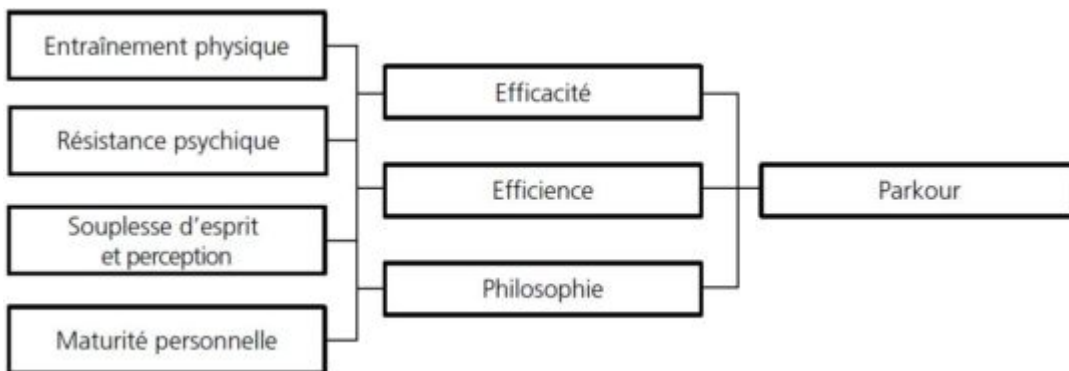 Entraînement physique
Résistance psychique
Souplesse d'esprit
et perception
Maturité personnelle
Efficacité
Efficience
Philosophie
Parkour